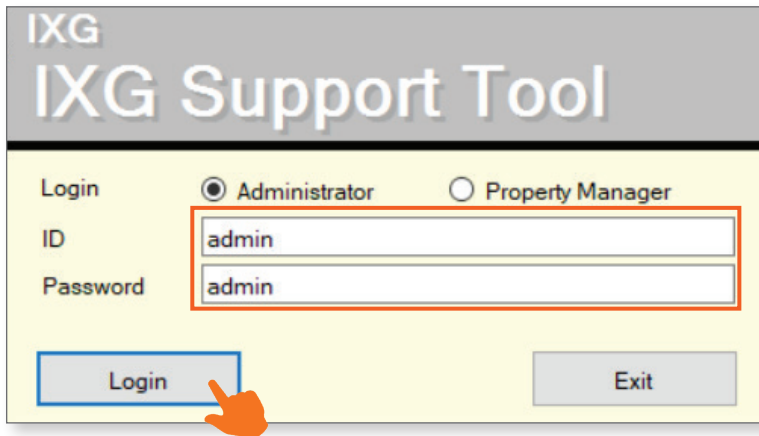 IXG
IXG Support Tool
Login Administrator Property Manager
ID admin
Password admin
Login Exit